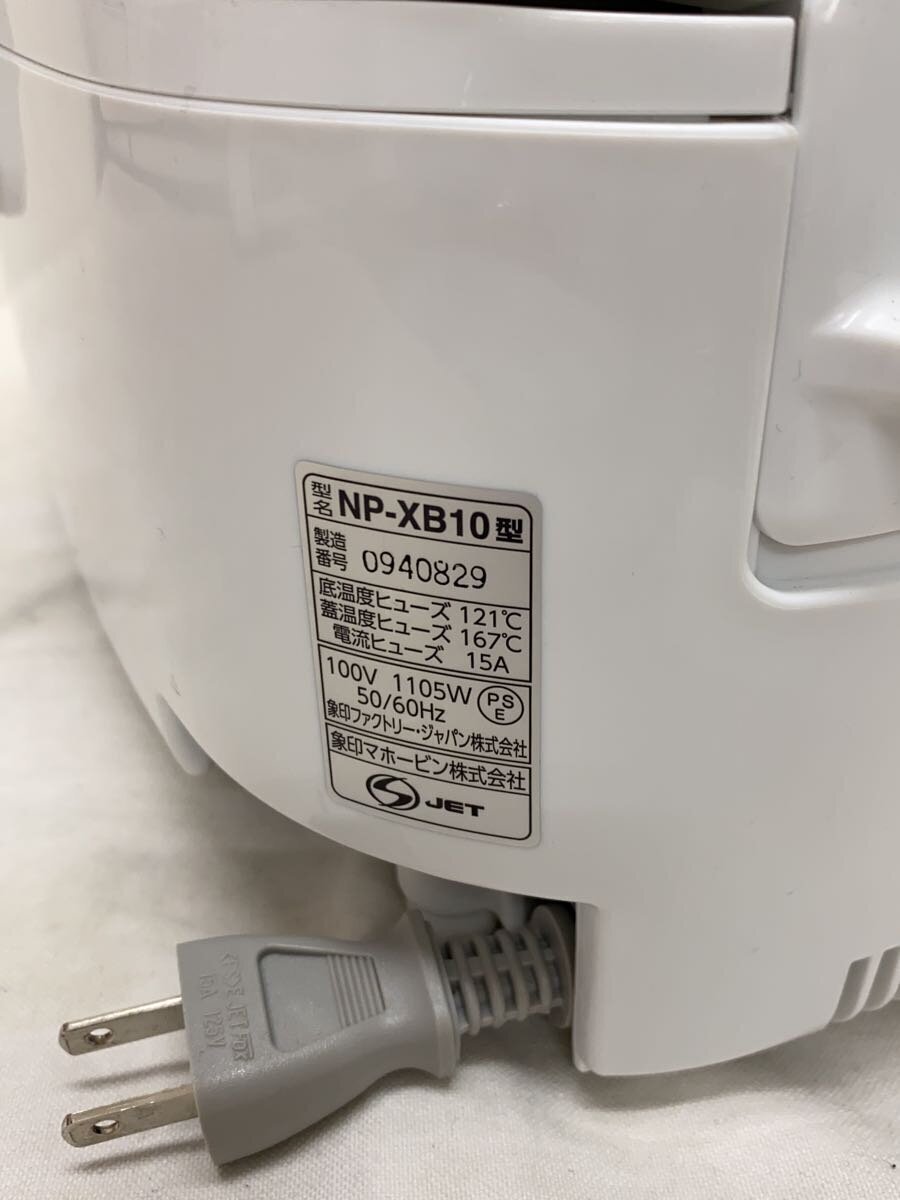 型名 NP-XB10型
製造番号 0940829
底温度ヒューズ 121℃
蓋温度ヒューズ 167℃
電流ヒューズ 15A
100V 1105W
50/60Hz
PSE
象印ファクトリー・ジャパン株式会社
象印マホービン株式会社
JET
15A 125V
JET